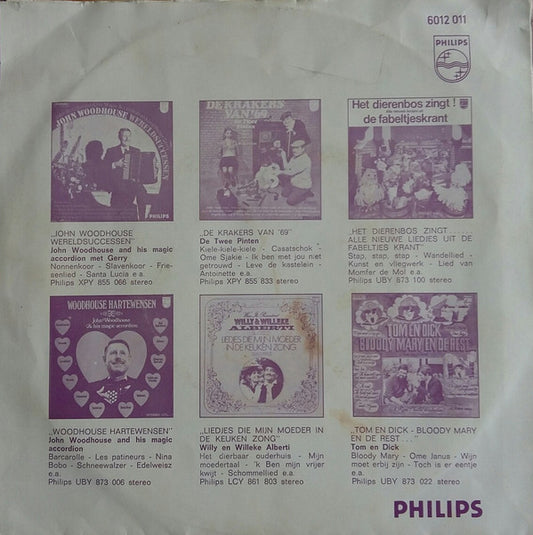 6012 011
PHILIPS
JOHN WOODHOUSE WERELDSUCCESSEN
PHILIPS
DE KRAKERS
VAN '69
De Twee
Pinten
Het dierenbos zingt!
de fabeltjeskrant
„JOHN WOODHOUSE
WERELDSUCCESSEN"
John Woodhouse and his magic
accordon met Gerry
Nonnenkoor - Slavenkoor - Frie-
senlied - Santa Lucia e.a.
Philips XPY 855 066 stereo
„DE KRAKERS VAN '69"
De Twee Pinten
Kiele-kiele-kiele - Casatschok -
Ome Sjakie - Ik ben met jou niet
getrouwd - Leve de kastelein -
Antoinette e.a.
Philips XPY 855 833 stereo
„HET DIERENBOS ZINGT.....
ALLE NIEUWE LIEDJES UIT DE
FABELTJES KRANT"
Stap, stap, stap - Wandellied -
Kunst en vliegwerk - Lied van
Momfer de Mol e.a.
Philips UBY 873 100 stereo
WOODHOUSE HARTEWENSEN
John Woodhouse
& his magic accordion
WILLY & WILLEKE
ALBERTI
LIEDJES DIE MIJN MOEDER
IN DE KEUKEN ZONG
TOM EN DICK
BLOODY MARY EN DE REST
„WOODHOUSE HARTEWENSEN"
John Woodhouse and his magic
accordion
Barcarolle - Les patineurs - Nina
Bobo - Schneewalzer - Edelweisz
e.a.
Philips UBY 873 006 stereo
„LIEDJES DIE MIJN MOEDER IN
DE KEUKEN ZONG"
Willy en Willeke Alberti
Het dierbaar ouderhuis - Mijn
moedertaal - 'k Ben mijn vrijer
kwijt - Schommellied e.a.
Philips LCY 861 803 stereo
„TOM EN DICK - BLOODY MARY
EN DE REST..."
Tom en Dick
Bloody Mary - Ome Janus - Wijn
moet erbij zijn - Toch is er eentje
e.a.
Philips UBY 873 022 stereo
PHILIPS